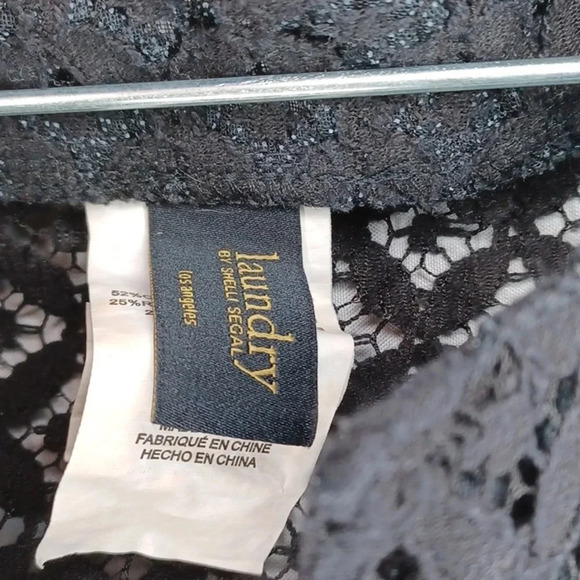 laundry
BY SHELLI SEGAL
los angeles
52%
25%
FABRIQUÉ EN CHINE
HECHO EN CHINA